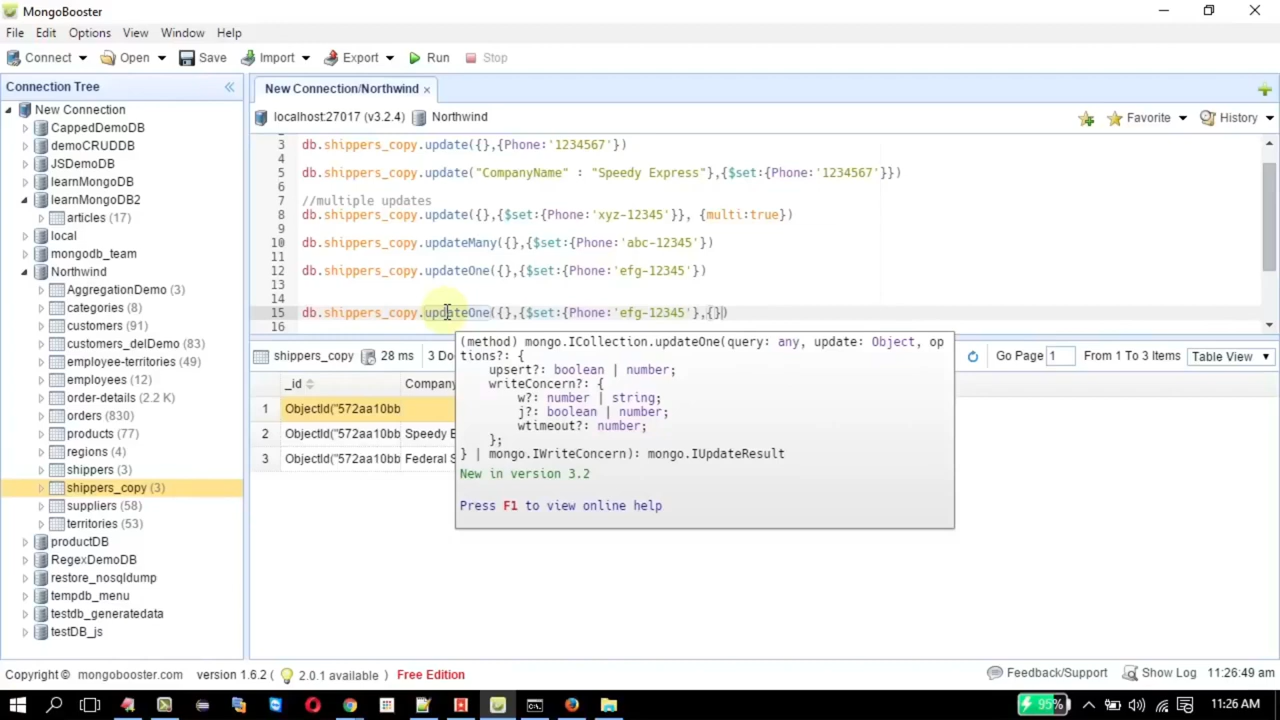 MongoBooster
File Edit Options View Window Help
Connect Open Save Import Export Run Stop
Connection Tree
New Connection
CappedDemoDB
demoCRUDDB
JSDemoDB
learnMongoDB
learnMongoDB2
articles (17)
local
mongodb_team
Northwind
AggregationDemo (3)
categories (8)
customers (91)
customers_delDemo (83)
employee-territories (49)
employees (12)
order-details (2.2 K)
orders (830)
products (77)
regions (4)
shippers (3)
shippers_copy (3)
suppliers (58)
territories (53)
productDB
RegexDemoDB
restore_nosqldump
tempdb_menu
testdb_generatedata
testDB_js
New Connection/Northwind ×
localhost:27017 (v3.2.4) Northwind Favorite History
3 db.shippers_copy.update({},{Phone:'1234567'})
4
5 db.shippers_copy.update("CompanyName" : "Speedy Express"},{$set:{Phone:'1234567'}})
6
7 //multiple updates
8 db.shippers_copy.update({},{$set:{Phone:'xyz-12345'}}, {multi:true})
9
10 db.shippers_copy.updateMany({},{$set:{Phone:'abc-12345'})
11
12 db.shippers_copy.updateOne({},{$set:{Phone:'efg-12345'})
13
14
15 db.shippers_copy.updateOne({},{$set:{Phone:'efg-12345'},{})
16
shippers_copy 28 ms 3 Do Go Page 1 From 1 To 3 Items Table View
_id Company
1 ObjectId("572aa10bb
2 ObjectId("572aa10bb Speedy E
3 ObjectId("572aa10bb Federal S
(method) mongo.ICollection.updateOne(query: any, update: Object, op
tions?: {
upsert?: boolean | number;
writeConcern?: {
w?: number | string;
j?: boolean | number;
wtimeout?: number;
};
} | mongo.IWriteConcern): mongo.IUpdateResult
New in version 3.2
Press F1 to view online help
Copyright © mongobooster.com version 1.6.2 ( 2.0.1 available ) Free Edition Feedback/Support Show Log 11:26:49 am
95% 11:26 AM